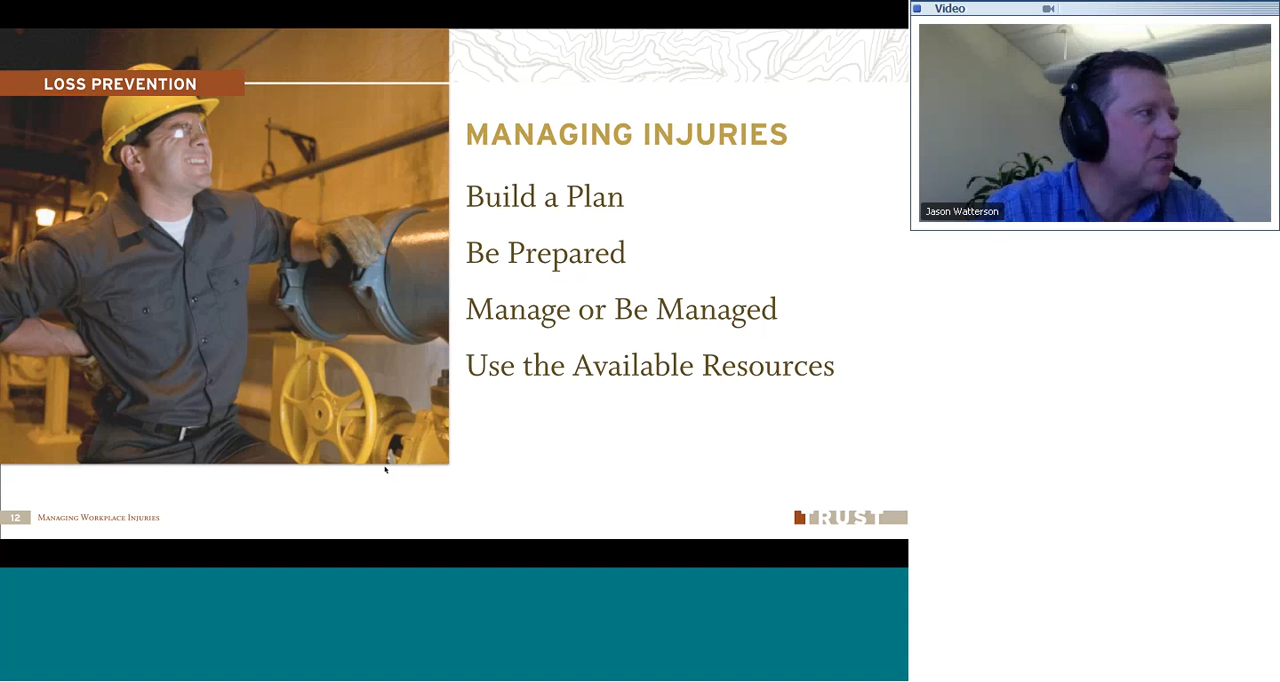 LOSS PREVENTION
MANAGING INJURIES
Build a Plan
Be Prepared
Manage or Be Managed
Use the Available Resources
12 Managing Workplace Injuries
TRUST
Video
Jason Watterson